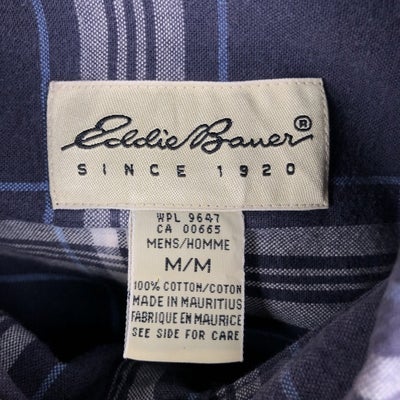 Eddie Bauer®
SINCE 1920
WPL 9647
CA 00665
MENS/HOMME
M/M
100% COTTON/COTON
MADE IN MAURITIUS
FABRIQUE EN MAURICE
SEE SIDE FOR CARE